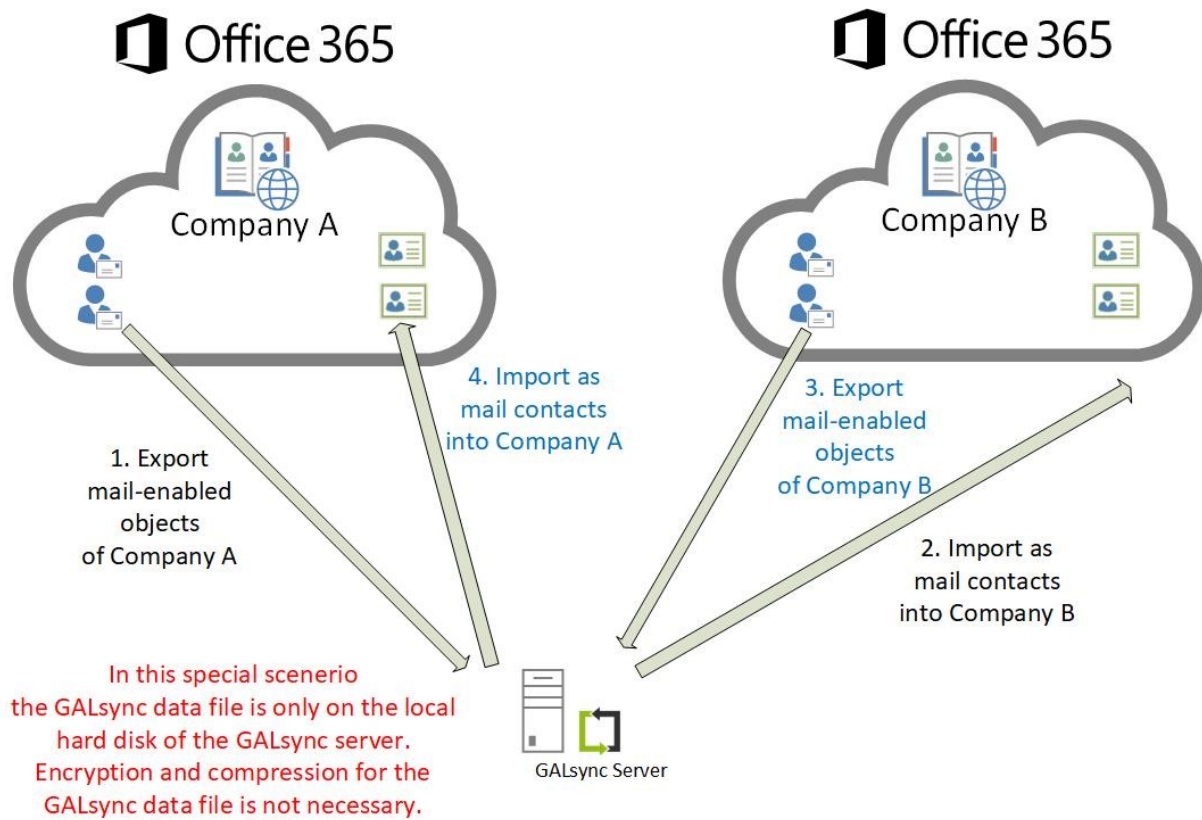 Office 365
Office 365
Company A
Company B
4. Import as
mail contacts
into Company A
3. Export
mail-enabled
objects
of Company B
1. Export
mail-enabled
objects
of Company A
2. Import as
mail contacts
into Company B
In this special scenerio
the GALsync data file is only on the local
hard disk of the GALsync server.
Encryption and compression for the
GALsync data file is not necessary.
GALsync Server